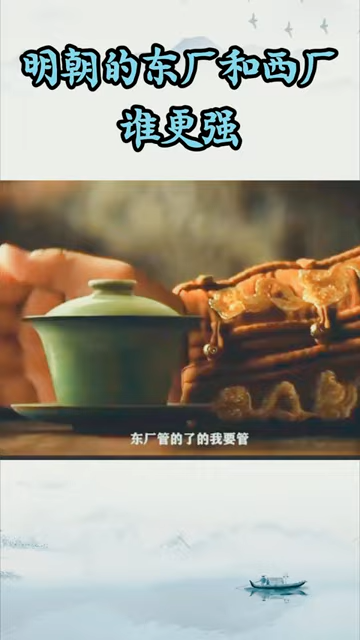 明朝的东厂和西厂
谁更强
东厂管的了的我要管